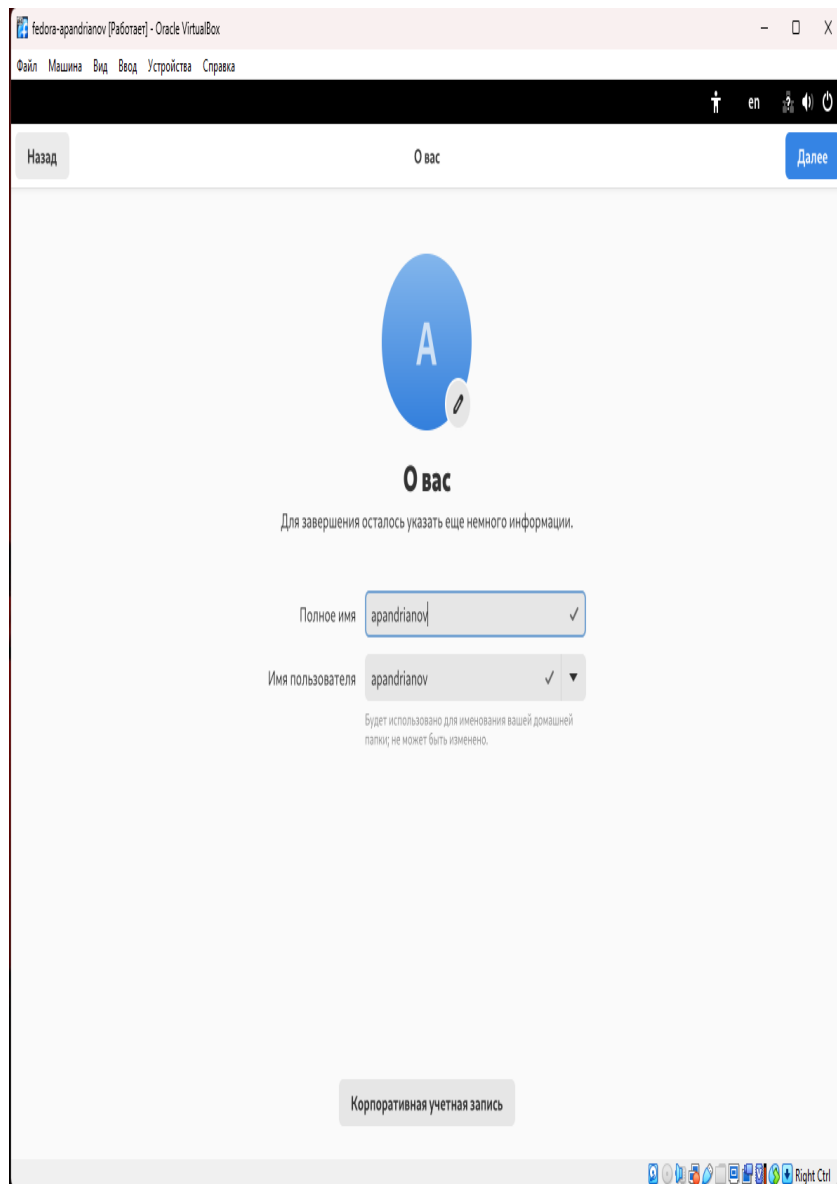 fedora-apandrianov [Работает] - Oracle VirtualBox
Файл Машина Вид Ввод Устройства Справка
en
Назад О вас Далее
A
О вас
Для завершения осталось указать еще немного информации.
Полное имя apandrianov
Имя пользователя apandrianov
Будет использовано для именования вашей домашней
папки; не может быть изменено.
Корпоративная учетная запись
Right Ctrl